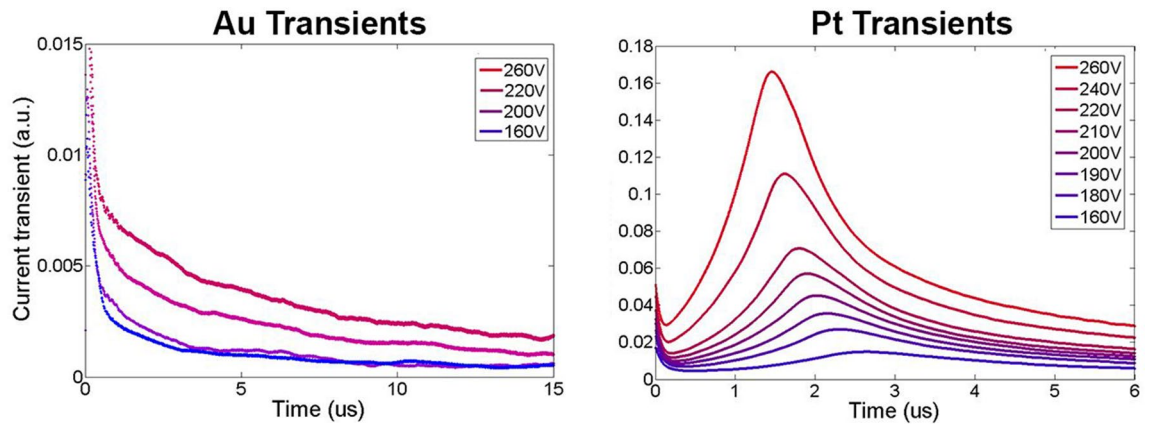 Au Transients
Current transient (a.u.)
0.015
0.01
0.005
0
0
5
10
15
Time (us)
260V
220V
200V
160V
Pt Transients
0.18
0.16
0.14
0.12
0.1
0.08
0.06
0.04
0.02
0
0
1
2
3
4
5
6
Time (us)
260V
240V
220V
210V
200V
190V
180V
160V